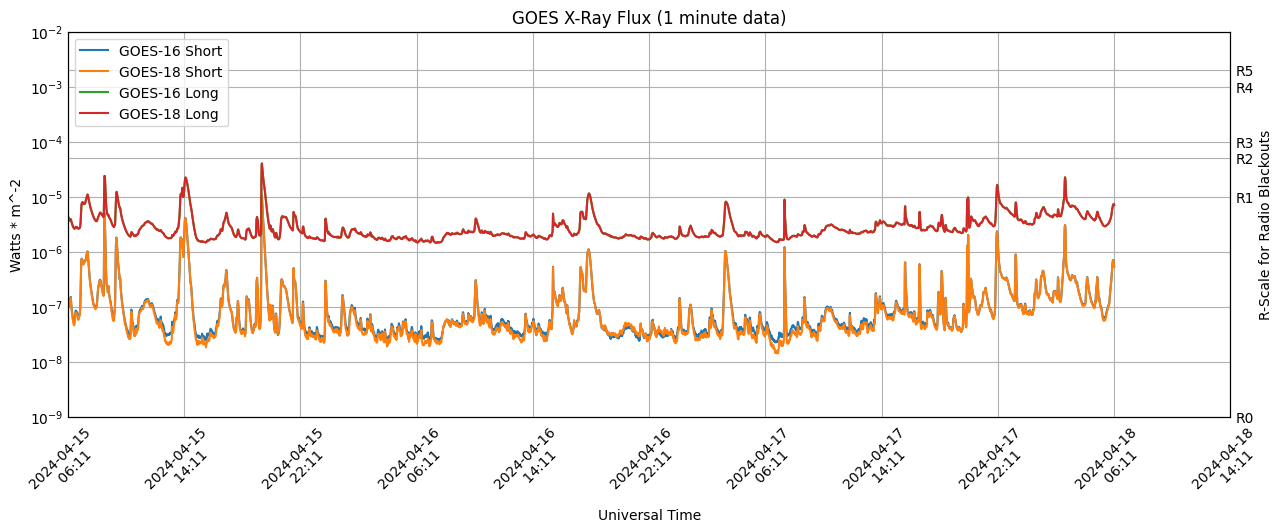 GOES X-Ray Flux (1 minute data)
GOES-16 Short
GOES-18 Short
GOES-16 Long
GOES-18 Long
Watts * m^-2
10⁻²
10⁻³
10⁻⁴
10⁻⁵
10⁻⁶
10⁻⁷
10⁻⁸
10⁻⁹
R5
R4
R3
R2
R1
R0
R-Scale for Radio Blackouts
2024-04-15
06:11
2024-04-15
14:11
2024-04-15
22:11
2024-04-16
06:11
2024-04-16
14:11
2024-04-16
22:11
2024-04-17
06:11
2024-04-17
14:11
2024-04-17
22:11
2024-04-18
06:11
2024-04-18
14:11
Universal Time